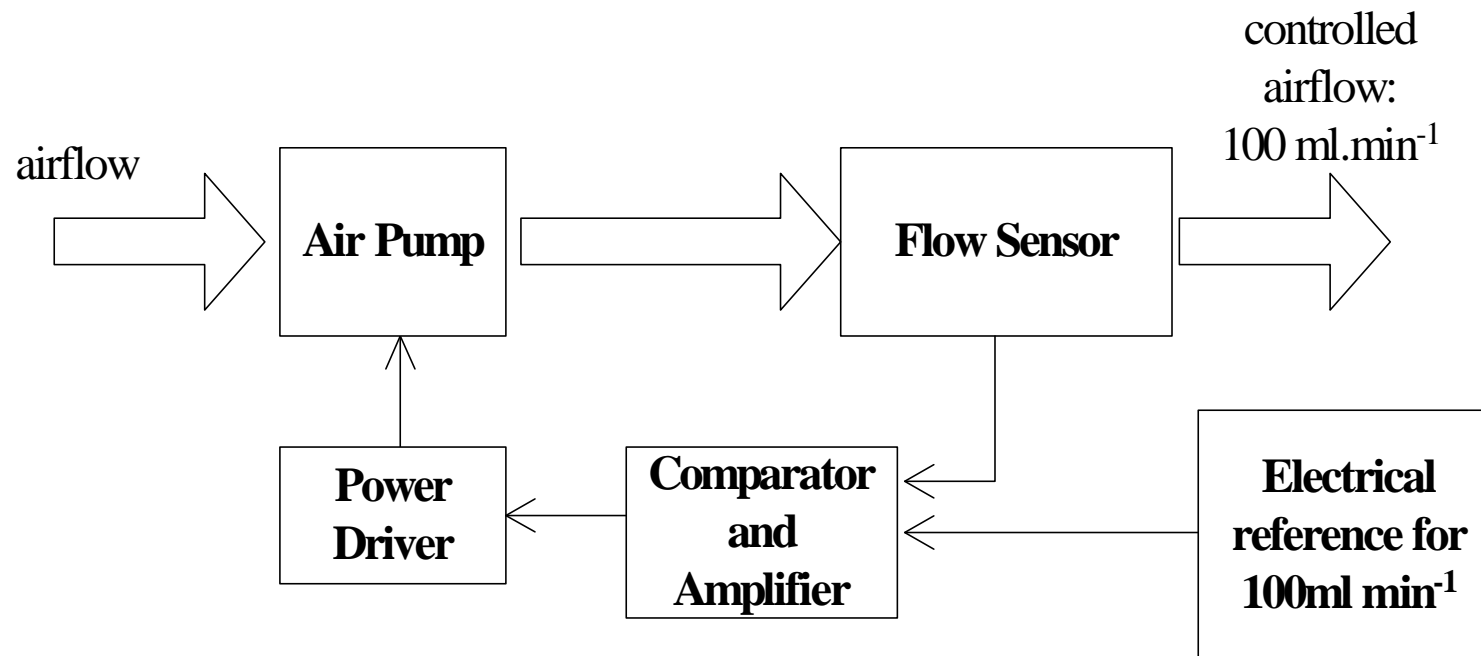 controlled
airflow:
100 ml.min⁻¹
airflow
Air Pump
Flow Sensor
Power
Driver
Comparator
and
Amplifier
Electrical
reference for
100ml min⁻¹